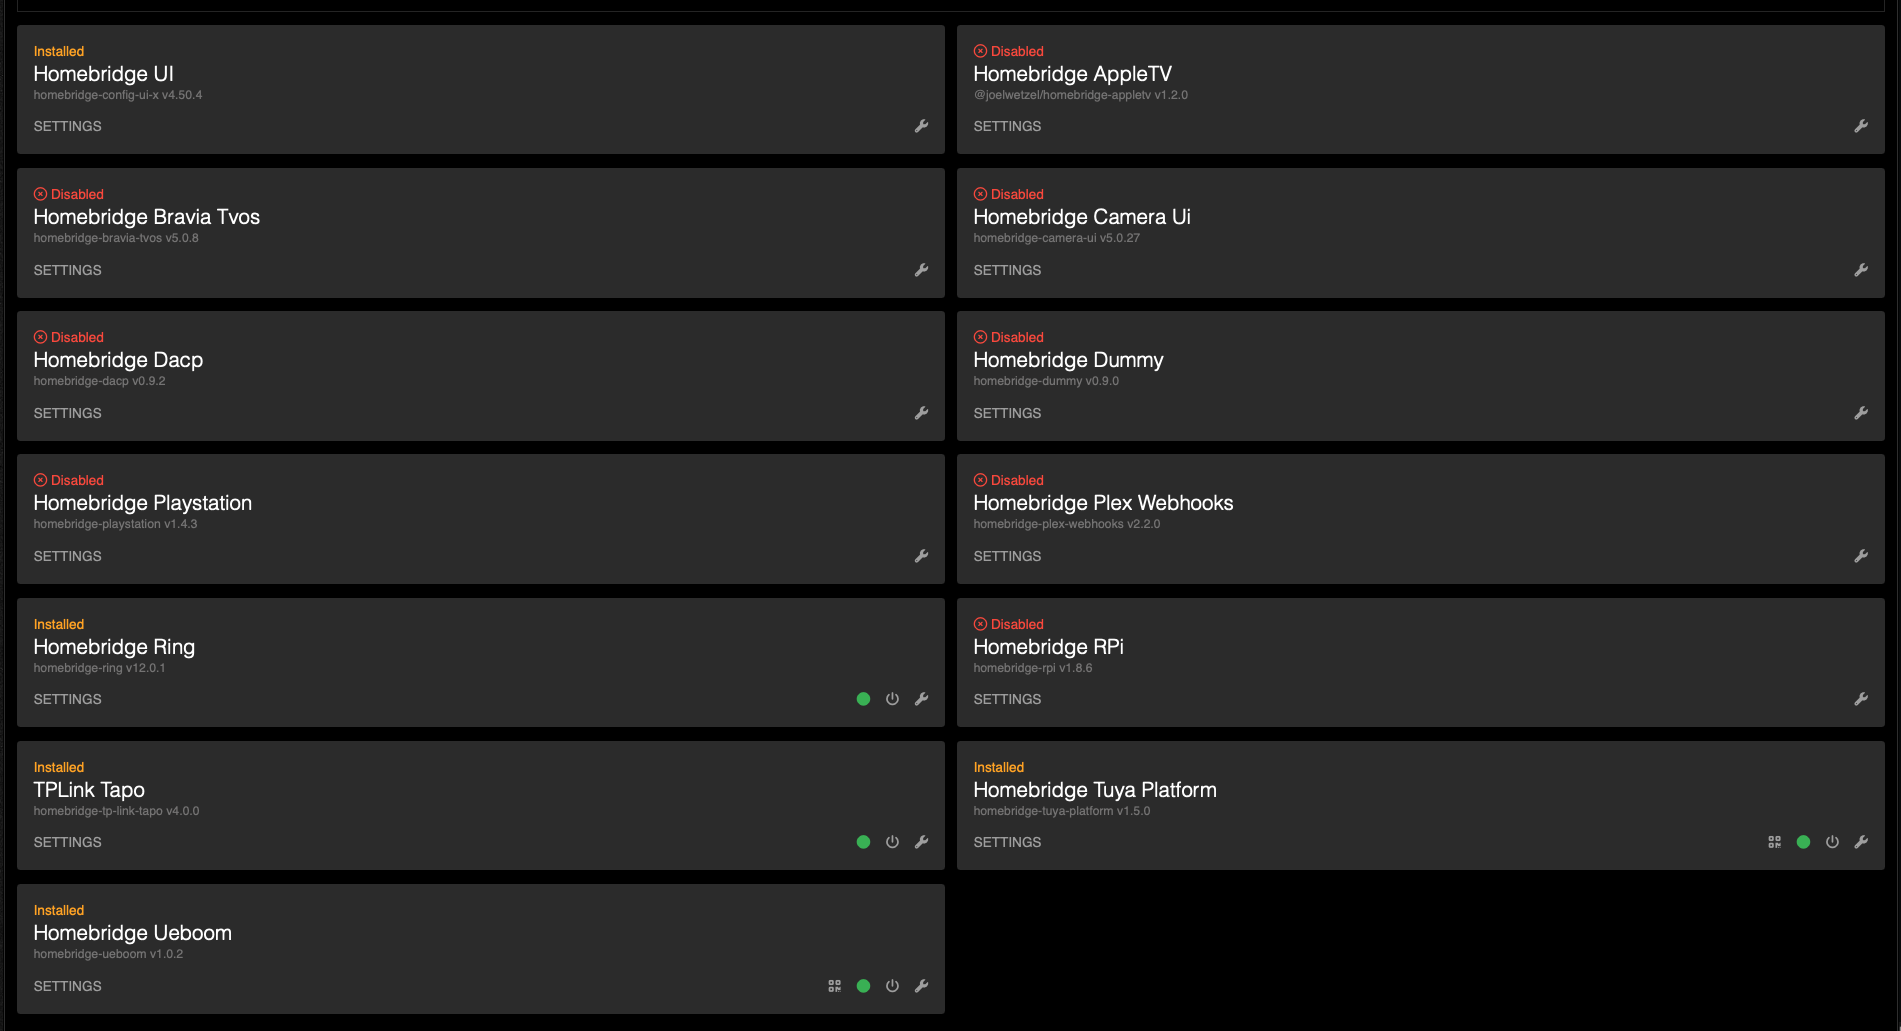 Installed
Homebridge UI
homebridge-config-ui-x v4.50.4
SETTINGS
Disabled
Homebridge AppleTV
@joelwetzel/homebridge-appletv v1.2.0
SETTINGS
Disabled
Homebridge Bravia Tvos
homebridge-bravia-tvos v5.0.8
SETTINGS
Disabled
Homebridge Camera Ui
homebridge-camera-ui v5.0.27
SETTINGS
Disabled
Homebridge Dacp
homebridge-dacp v0.9.2
SETTINGS
Disabled
Homebridge Dummy
homebridge-dummy v0.9.0
SETTINGS
Disabled
Homebridge Playstation
homebridge-playstation v1.4.3
SETTINGS
Disabled
Homebridge Plex Webhooks
homebridge-plex-webhooks v2.2.0
SETTINGS
Installed
Homebridge Ring
homebridge-ring v12.0.1
SETTINGS
Disabled
Homebridge RPi
homebridge-rpi v1.8.6
SETTINGS
Installed
TPLink Tapo
homebridge-tp-link-tapo v4.0.0
SETTINGS
Installed
Homebridge Tuya Platform
homebridge-tuya-platform v1.5.0
SETTINGS
Installed
Homebridge Ueboom
homebridge-ueboom v1.0.2
SETTINGS